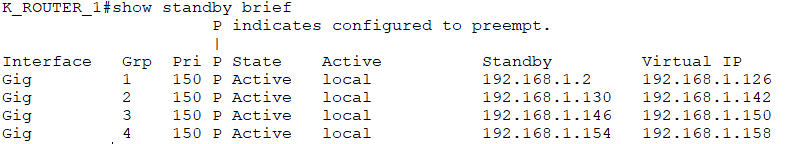 K_ROUTER_1#show standby brief
P indicates configured to preempt.
|
Interface Grp Pri P State Active Standby Virtual IP
Gig 1 150 P Active local 192.168.1.2 192.168.1.126
Gig 2 150 P Active local 192.168.1.130 192.168.1.142
Gig 3 150 P Active local 192.168.1.146 192.168.1.150
Gig 4 150 P Active local 192.168.1.154 192.168.1.158